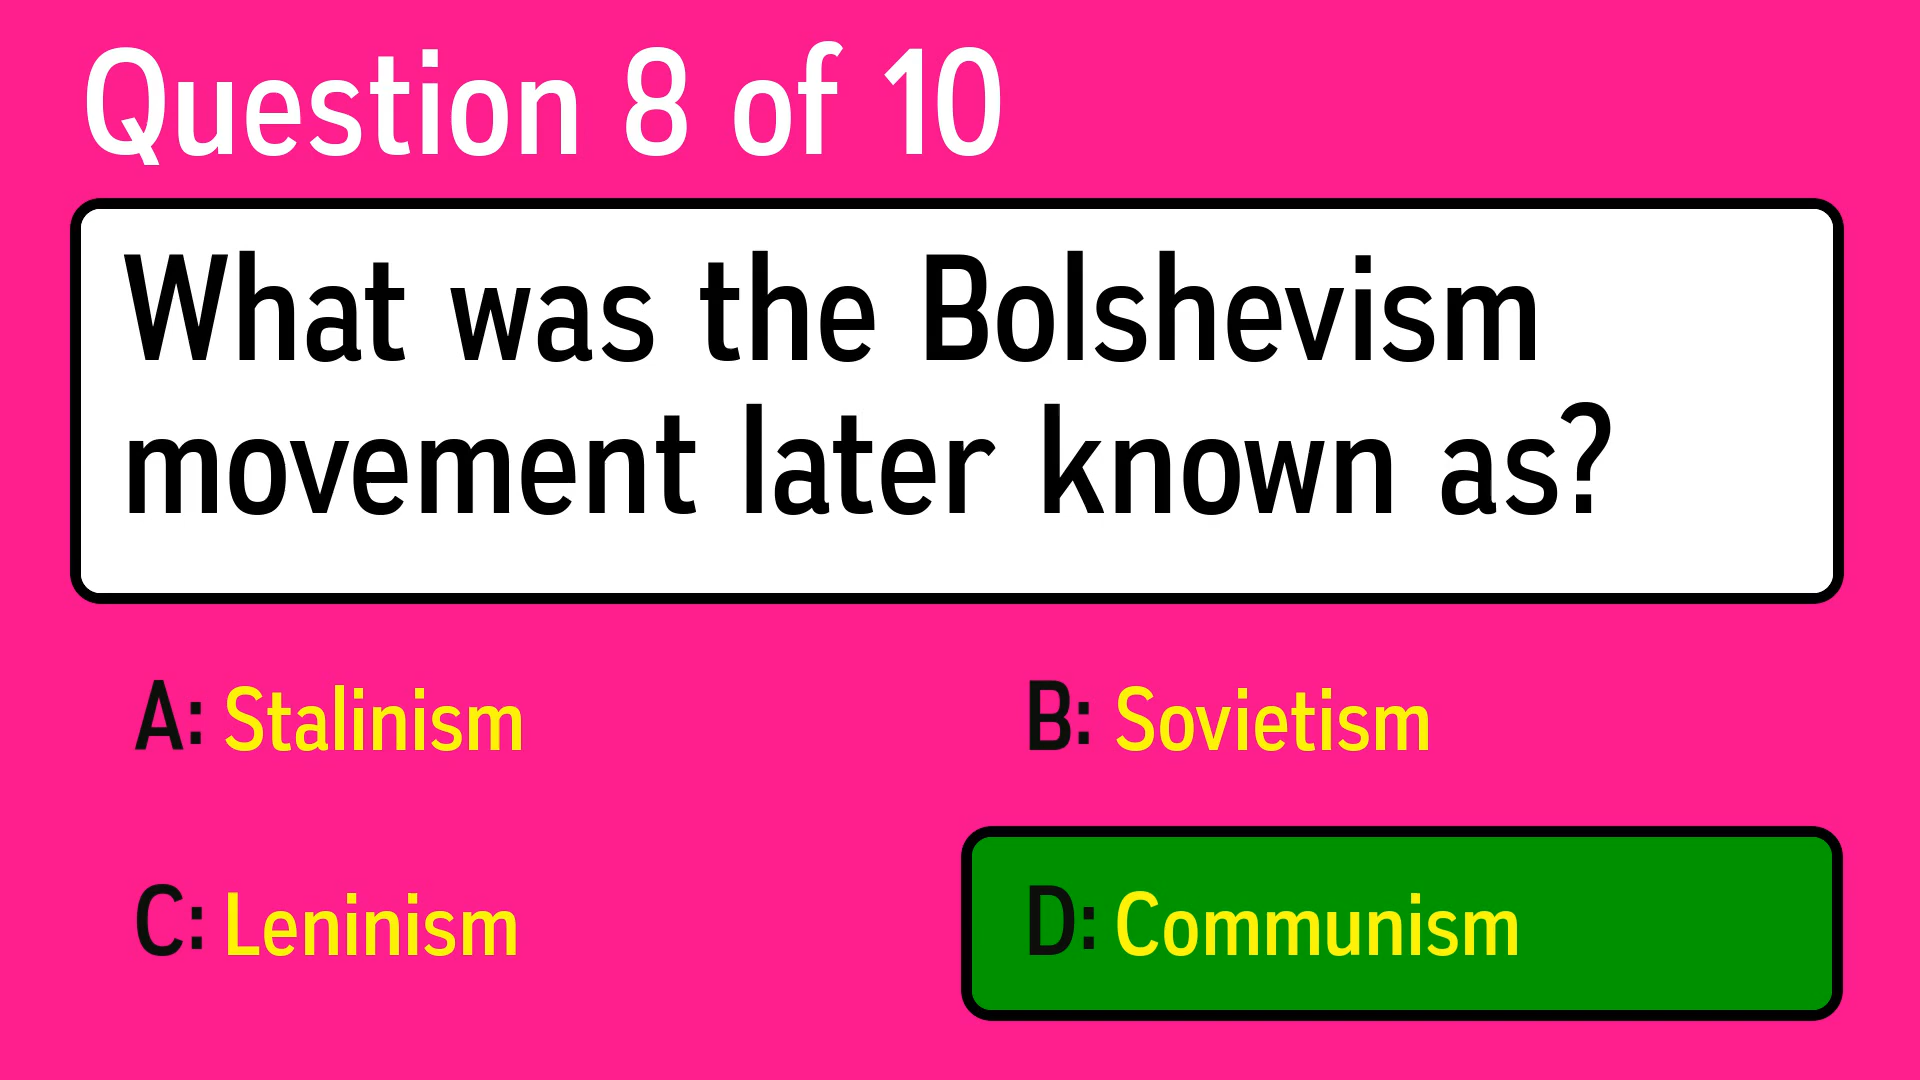 Question 8 of 10
What was the Bolshevism
movement later known as?
A: Stalinism
B: Sovietism
C: Leninism
D: Communism